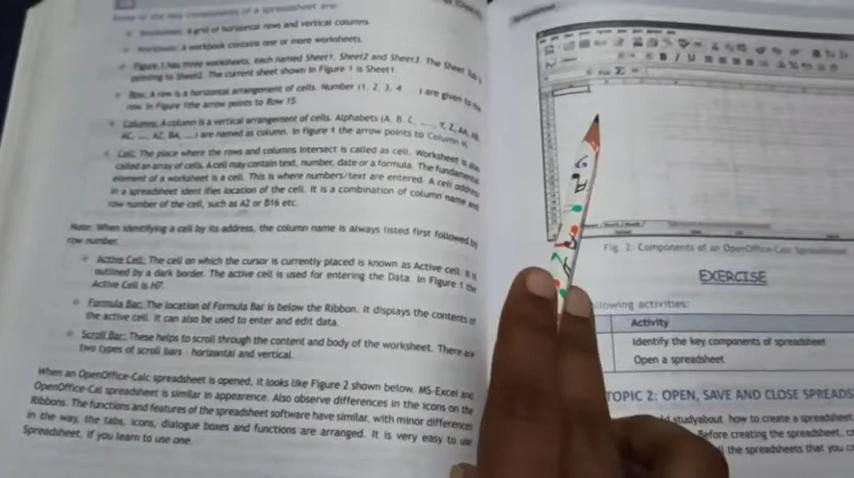 Some of the key components of a spreadsheet are:
Worksheet: A grid of horizontal rows and vertical columns.
Workbook: A workbook contains one or more worksheets.
Figure 1 has three worksheets, each named Sheet1, Sheet2 and Sheet3. The Sheet Tab is
pointing to Sheet2. The current sheet shown in Figure 1 is Sheet1.
Row: A row is a horizontal arrangement of cells. Number (1, 2, 3, 4 ... ) are given to the
row. In Figure 1 the arrow points to Row 15.
Columns: A column is a vertical arrangement of cells. Alphabets (A, B, C, ...., Y, Z, AA, AB,
AC, ..., AZ, BA, ...) are named as column. In figure 1 the arrow points to Column
Cell: The place where the rows and columns intersect is called as cell. Worksheet is also
called an array of cells. A cell may contain text, number, date or a formula. The fundamental
element of a worksheet is a cell. This is where numbers/text are entered. A cell address
in a spreadsheet identifies location of the cell. It is a combination of column name and
row number of the cell, such as A2 or B16 etc.
Note: When identifying a cell by its address, the column name is always listed first followed by
row number.
Active Cell: The cell on which the cursor is currently placed is known as Active cell. It is
outlined by a dark border. The active cell is used for entering the Data. In Figure 1 the
Active Cell is H7.
Formula Bar: The location of Formula Bar is below the Ribbon. It displays the contents of
the active cell. It can also be used to enter and edit data.
Scroll Bar: These helps to scroll through the content and body of the worksheet. There are
two types of scroll bars - horizontal and vertical.
When an OpenOffice-Calc spreadsheet is opened, it looks like Figure 2 shown below. MS-Excel and
OpenOffice-Cal spreadsheet is similar in appearence. Also observe differences in the icons on the
Ribbons. The functions and features of the spreadsheet software have similar, with minor differences
in the way, the tabs, icons, dialogue boxes and functions are arranged. It is very easy to use
Spreadsheet, if you learn to use one.
Fig. 2: Components of an OpenOffice-Calc Spreadsheet
EXERCISE
llowing activities:
Activity
Identify the key components of spreadsheet
Open a spreadsheet
TOPIC 2: OPEN, SAVE AND CLOSE SPREADS
studyabout how to create a spreadsheet
Before creating the spreadsheet,
the spreadsheets that you